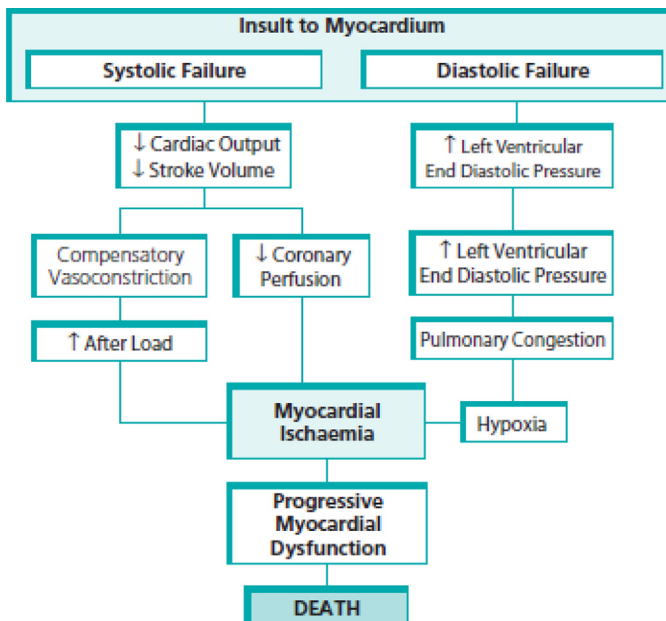 Insult to Myocardium
Systolic Failure
Diastolic Failure
↓ Cardiac Output
↓ Stroke Volume
↑ Left Ventricular
End Diastolic Pressure
Compensatory
Vasoconstriction
↓ Coronary
Perfusion
↑ Left Ventricular
End Diastolic Pressure
↑ After Load
Pulmonary Congestion
Myocardial
Ischaemia
Hypoxia
Progressive
Myocardial
Dysfunction
DEATH